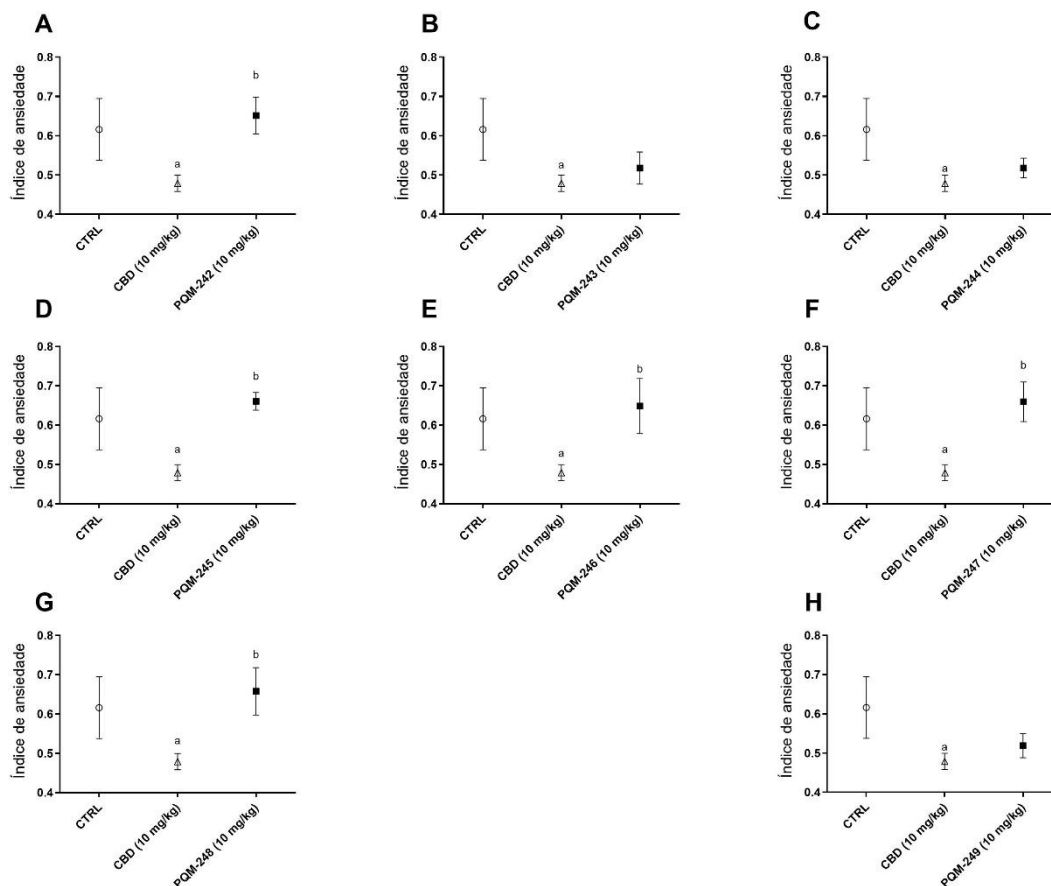 A
Índice de ansiedade
0.8
0.7
0.6
0.5
0.4
b
a
CTRL
CBD (10 mg/kg)
PQM-242 (10 mg/kg)
B
Índice de ansiedade
0.8
0.7
0.6
0.5
0.4
a
CTRL
CBD (10 mg/kg)
PQM-243 (10 mg/kg)
C
Índice de ansiedade
0.8
0.7
0.6
0.5
0.4
a
CTRL
CBD (10 mg/kg)
PQM-244 (10 mg/kg)
D
Índice de ansiedade
0.8
0.7
0.6
0.5
0.4
b
a
CTRL
CBD (10 mg/kg)
PQM-245 (10 mg/kg)
E
Índice de ansiedade
0.8
0.7
0.6
0.5
0.4
b
a
CTRL
CBD (10 mg/kg)
PQM-246 (10 mg/kg)
F
Indice de ansiedade
0.8
0.7
0.6
0.5
0.4
b
a
CTRL
CBD (10 mg/kg)
PQM-247 (10 mg/kg)
G
Índice de ansiedade
0.8
0.7
0.6
0.5
0.4
b
a
CTRL
CBD (10 mg/kg)
PQM-248 (10 mg/kg)
H
Índice de ansiedade
0.8
0.7
0.6
0.5
0.4
a
CTRL
CBD (10 mg/kg)
PQM-249 (10 mg/kg)